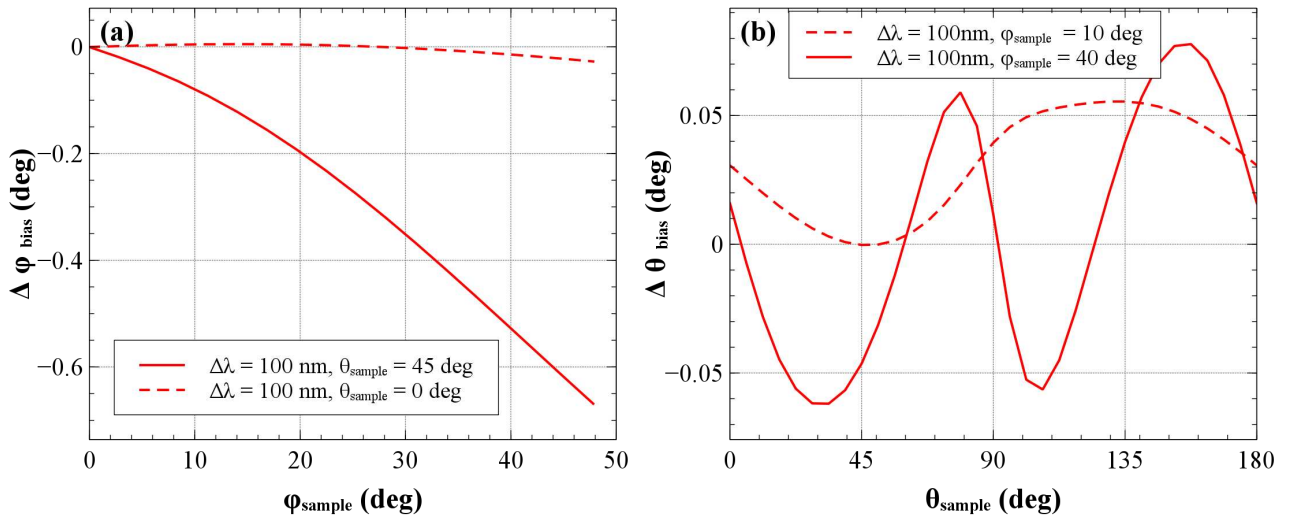 (a)
0
−0.2
−0.4
−0.6
Δ φ bias (deg)
Δλ = 100 nm, θsample = 45 deg
Δλ = 100 nm, θsample = 0 deg
0 10 20 30 40 50
φsample (deg)
(b)
Δλ = 100nm, φsample = 10 deg
Δλ = 100nm, φsample = 40 deg
0.05
0
−0.05
Δ θ bias (deg)
0 45 90 135 180
θsample (deg)